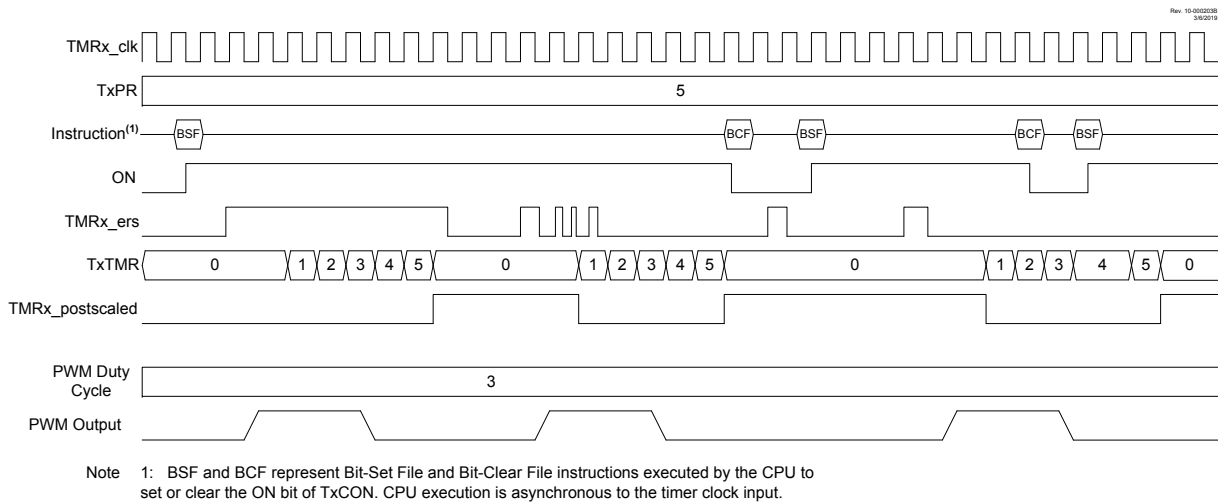 Rev. 10-000203B
3/6/2019
TMRx_clk
TxPR
5
Instruction(1)
BSF BCF BSF BCF BSF
ON
TMRx_ers
TxTMR
0 1 2 3 4 5 0 1 2 3 4 5 0 1 2 3 4 5 0
TMRx_postscaled
PWM Duty
Cycle
3
PWM Output
Note 1: BSF and BCF represent Bit-Set File and Bit-Clear File instructions executed by the CPU to
set or clear the ON bit of TxCON. CPU execution is asynchronous to the timer clock input.